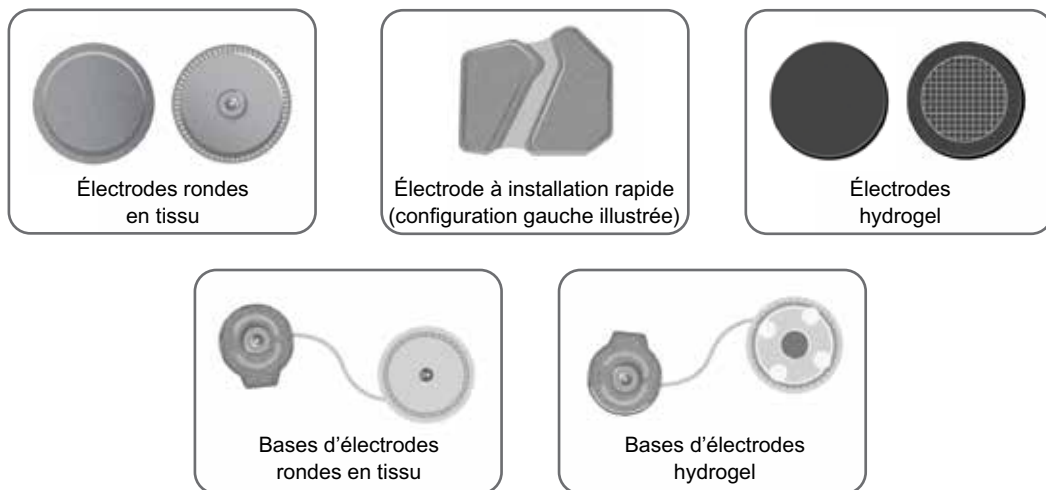 Électrodes rondes
en tissu
Électrode à installation rapide
(configuration gauche illustrée)
Électrodes
hydrogel
Bases d’électrodes
rondes en tissu
Bases d’électrodes
hydrogel